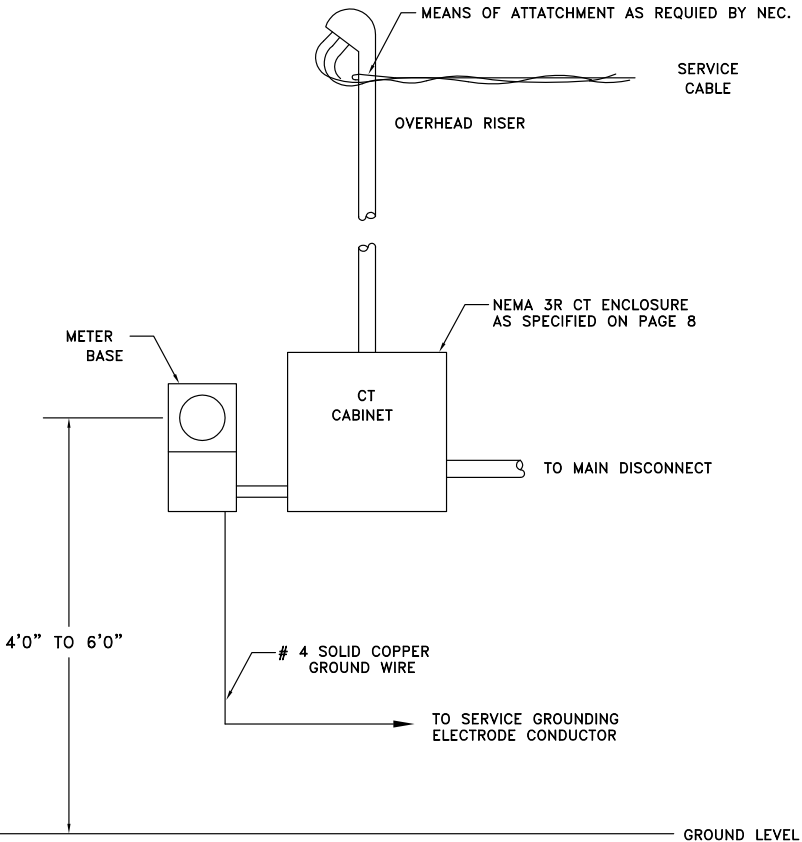 MEANS OF ATTATCHMENT AS REQUIED BY NEC.
SERVICE
CABLE
OVERHEAD RISER
NEMA 3R CT ENCLOSURE
AS SPECIFIED ON PAGE 8
METER
BASE
CT
CABINET
TO MAIN DISCONNECT
4'0" TO 6'0"
# 4 SOLID COPPER
GROUND WIRE
TO SERVICE GROUNDING
ELECTRODE CONDUCTOR
GROUND LEVEL